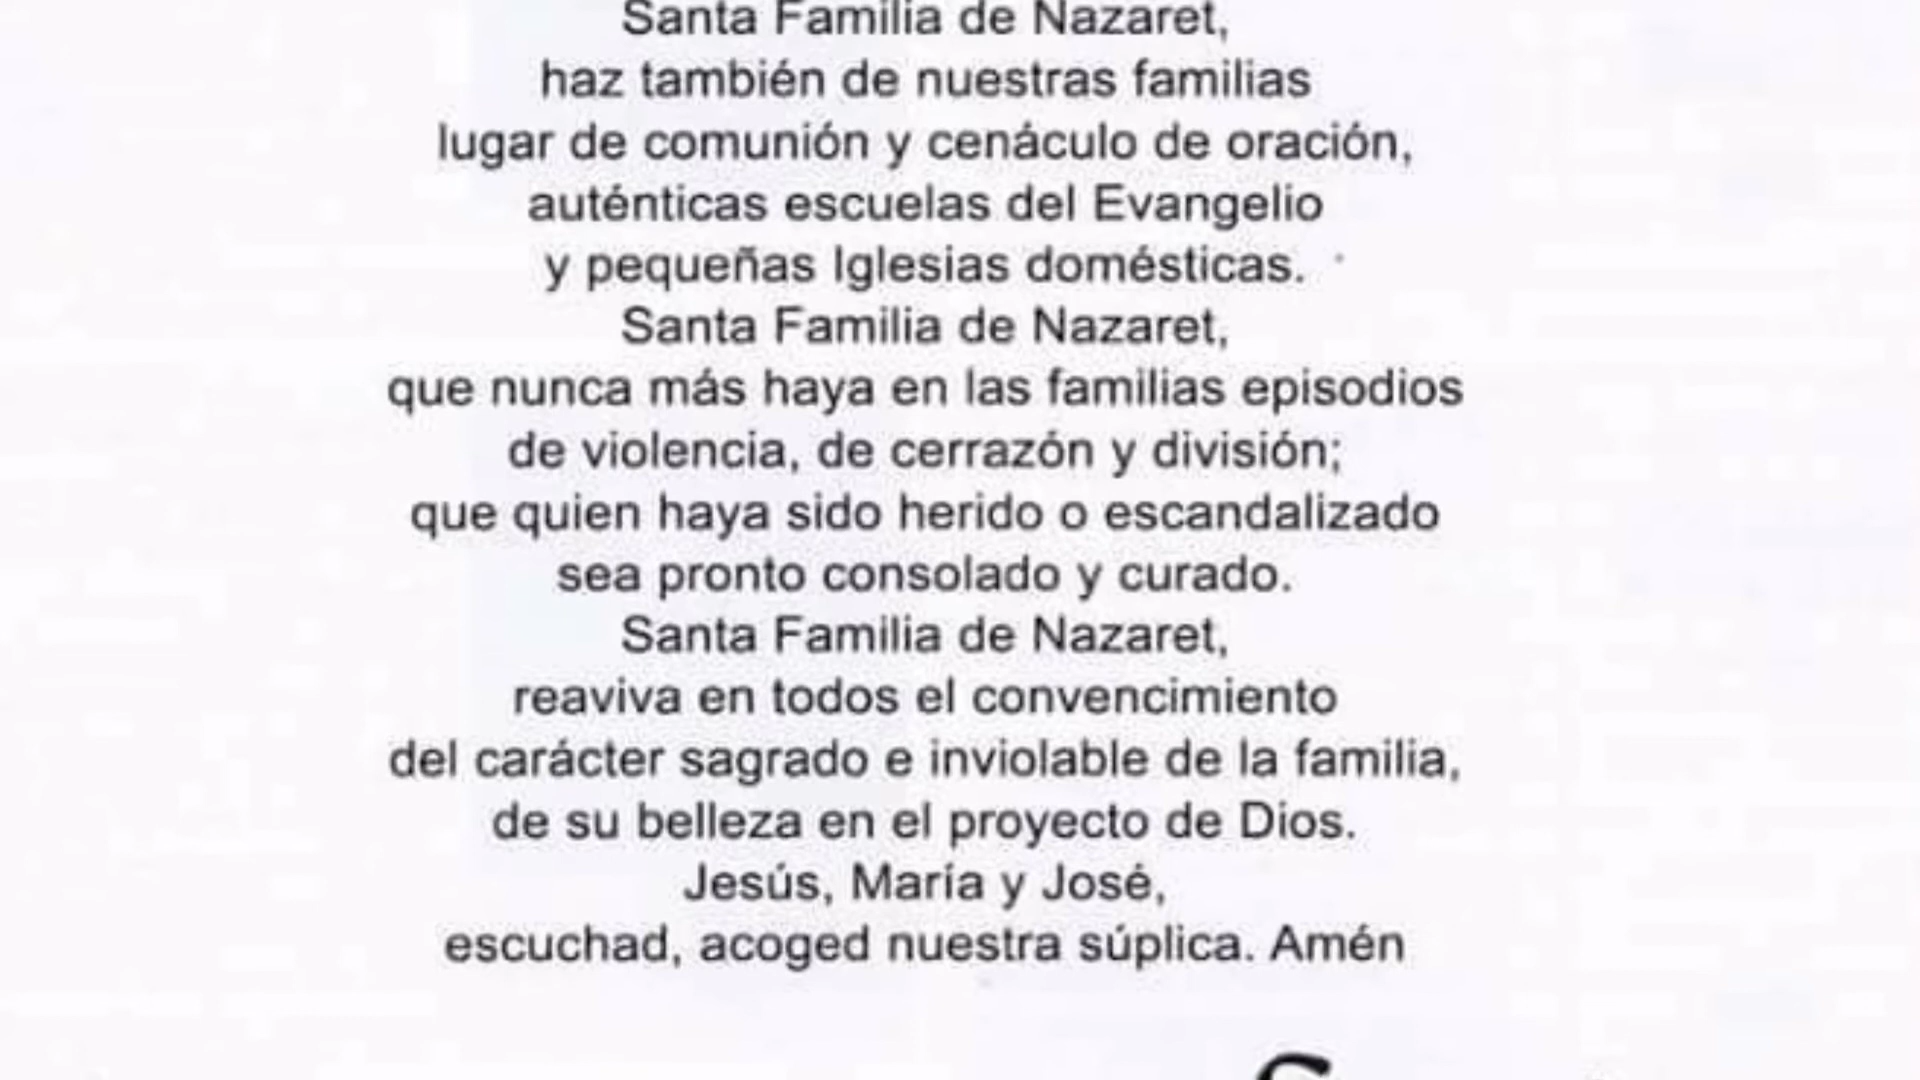 Santa Familia de Nazaret,
haz también de nuestras familias
lugar de comunión y cenáculo de oración,
auténticas escuelas del Evangelio
y pequeñas Iglesias domésticas.
Santa Familia de Nazaret,
que nunca más haya en las familias episodios
de violencia, de cerrazón y división;
que quien haya sido herido o escandalizado
sea pronto consolado y curado.
Santa Familia de Nazaret,
reaviva en todos el convencimiento
del carácter sagrado e inviolable de la familia,
de su belleza en el proyecto de Dios.
Jesús, María y José,
escuchad, acoged nuestra súplica. Amén